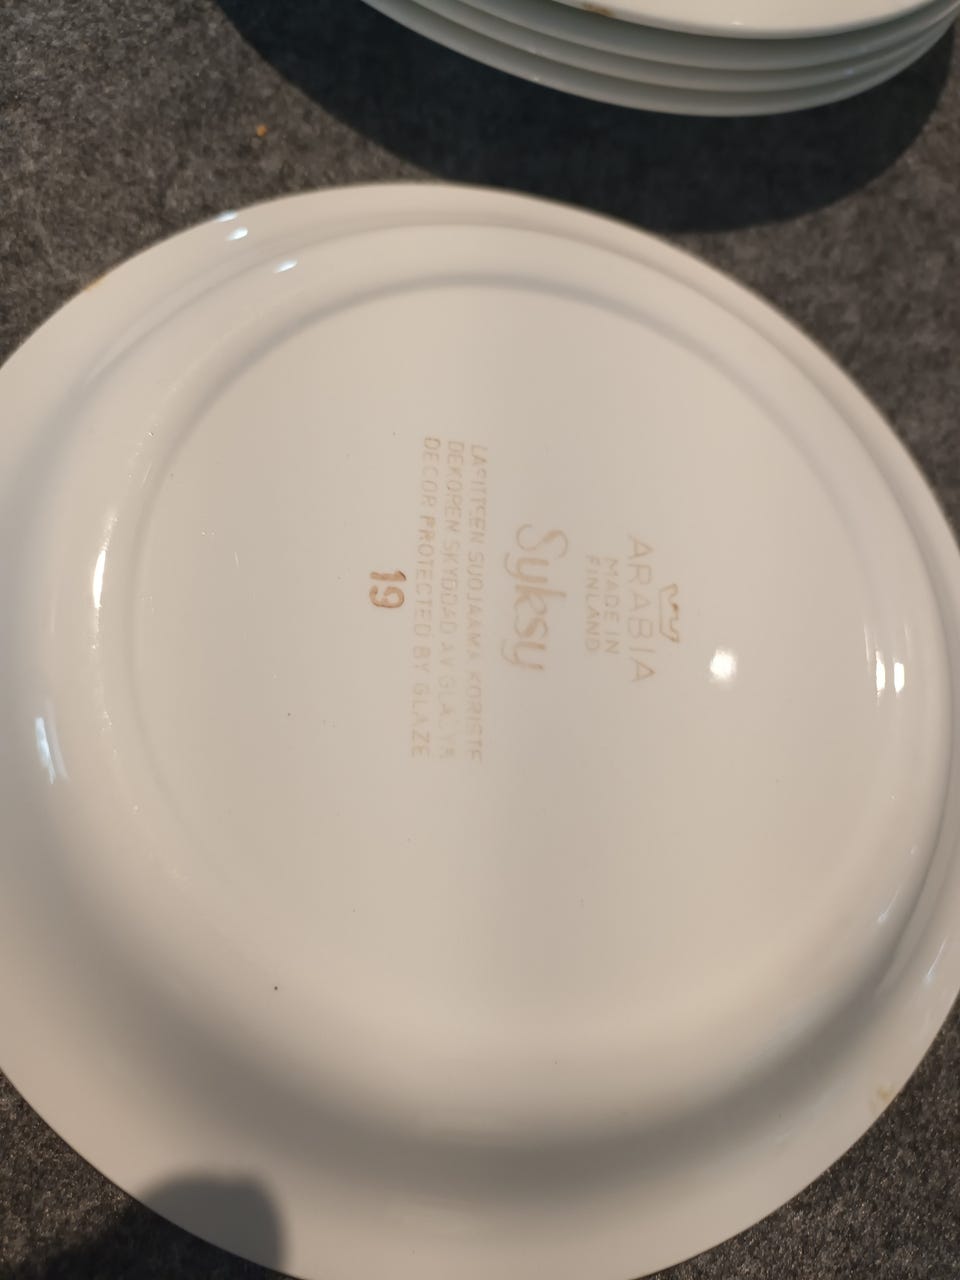 ARABIA
MADE IN
FINLAND
Syksy
LASITTEEN SUOJAAMA KORISTE
DEKOREN SKYDDAD AV GLASYR
DECOR PROTECTED BY GLAZE
19